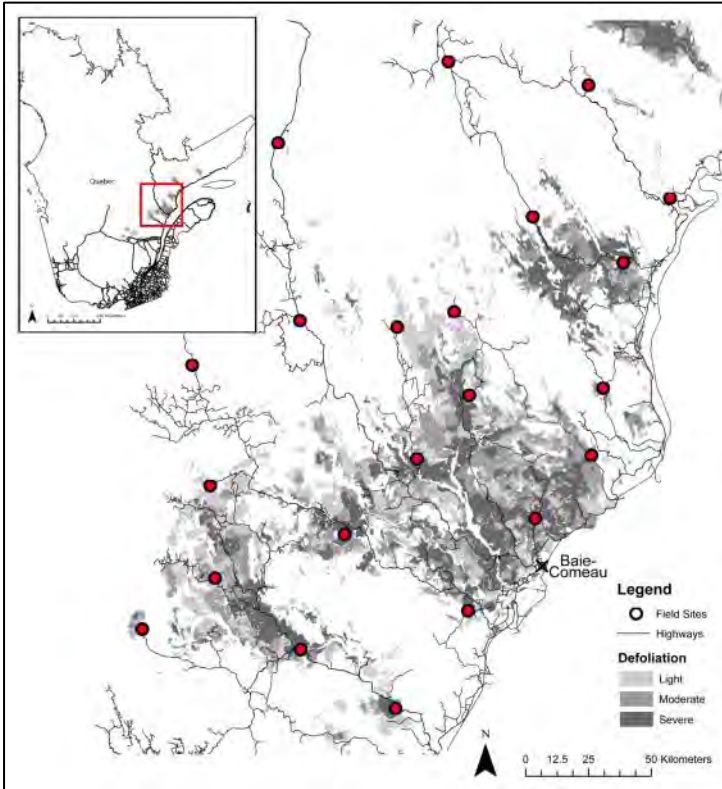 Quebec
N
Baie-
Comeau
Legend
Field Sites
Highways
Defoliation
Light
Moderate
Severe
N
0 12.5 25 50 Kilometers